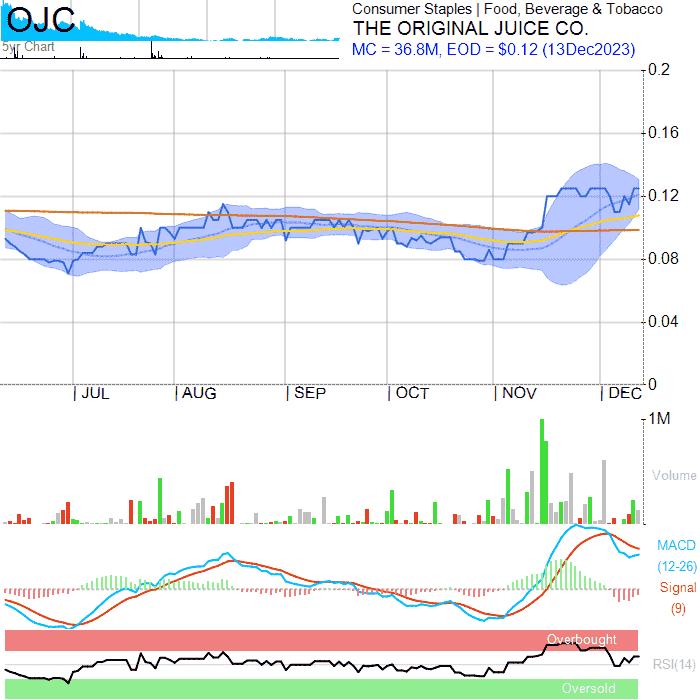 OJC
Consumer Staples | Food, Beverage & Tobacco
THE ORIGINAL JUICE CO.
MC = 36.8M, EOD = $0.12 (13Dec2023)
5yr Chart
0.2
0.16
0.12
0.08
0.04
0
| JUL | AUG | SEP | OCT | NOV | DEC
1M
Volume
MACD
(12-26)
Signal
(9)
Overbought
RSI(14)
Oversold